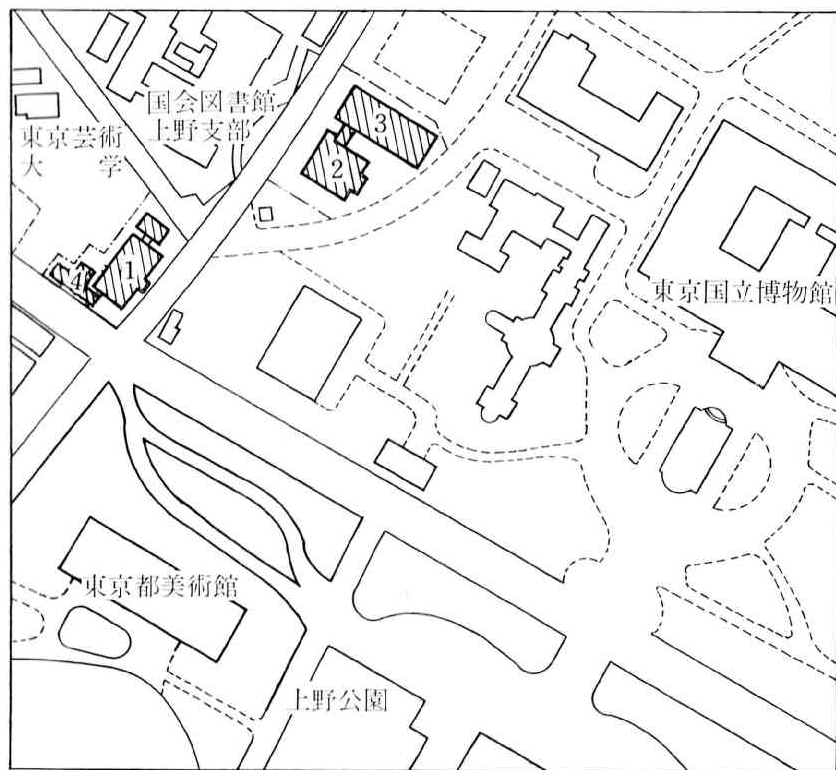 国会図書館
上野支部
東京芸術
大 学
3
2
1
4
東京国立博物館
東京都美術館
上野公園